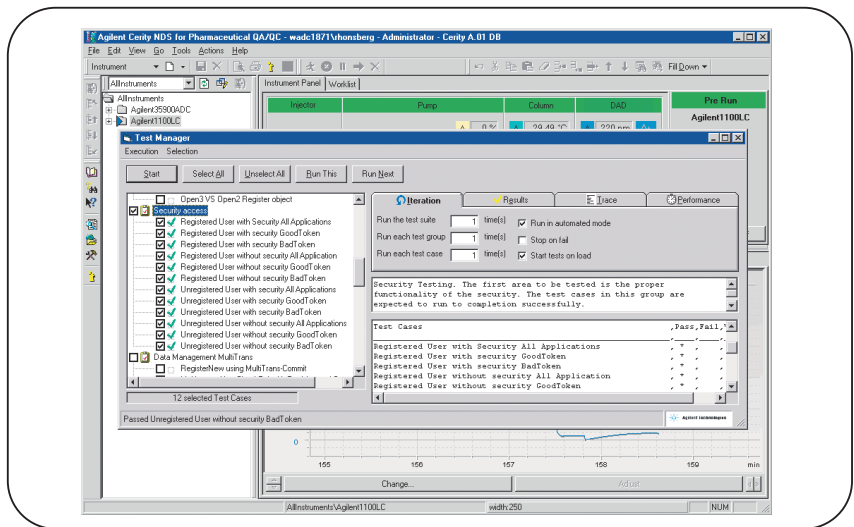 Agilent Cerity NDS for Pharmaceutical QA/QC - wadc1871\rhonsberg - Administrator - Cerity A.01 DB
File Edit View Go Tools Actions Help
Instrument
Fill Down
AllInstruments
AllInstruments
Agilent35900ADC
Agilent1100LC
Instrument Panel Worklist
Injector Pump Column DAD
Pre Run
Agilent1100LC
A 0 % 29.49 °C 220 nm
Test Manager
Execution Selection
Start Select All Unselect All Run This Run Next
Open3 VS Open2 Register object
Security access
Registered User with Security All Applications
Registered User with security GoodToken
Registered User with security BadToken
Registered User without security All Application
Registered User without security GoodToken
Registered User without security BadToken
Unregistered User with security All Applications
Unregistered User with security GoodToken
Unregistered User with security BadToken
Unregistered User without security All Applications
Unregistered User without security GoodToken
Unregistered User without security BadToken
Data Management MultiTrans
RegisterNew using MultiTrans-Commit
12 selected Test Cases
Iteration Results Trace Performance
Run the test suite 1 time(s) Run in automated mode
Run each test group 1 time(s) Stop on fail
Run each test case 1 time(s) Start tests on load
Security Testing. The first area to be tested is the proper
functionality of the security. The test cases in this group are
expected to run to completion successfully.
Test Cases ,Pass,Fail,
Registered User with Security All Applications , + , ,
Registered User with security GoodToken , + , ,
Registered User with security BadToken , + , ,
Registered User without security All Application , + , ,
Registered User without security GoodToken , + , ,
Passed Unregistered User without security BadToken
Agilent Technologies
0
155 156 157 158 159 min
Change... Adjust
AllInstruments\Agilent1100LC width:250 NUM